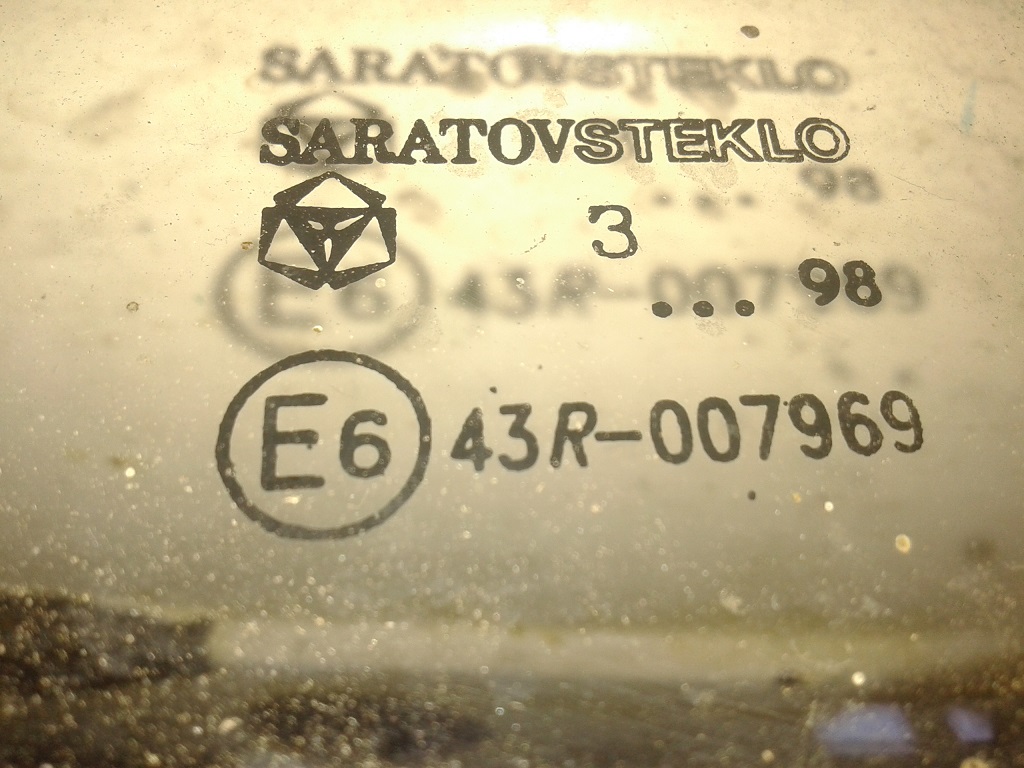 SARATOVSTEKLO
3
... 98
E6 43R-007969